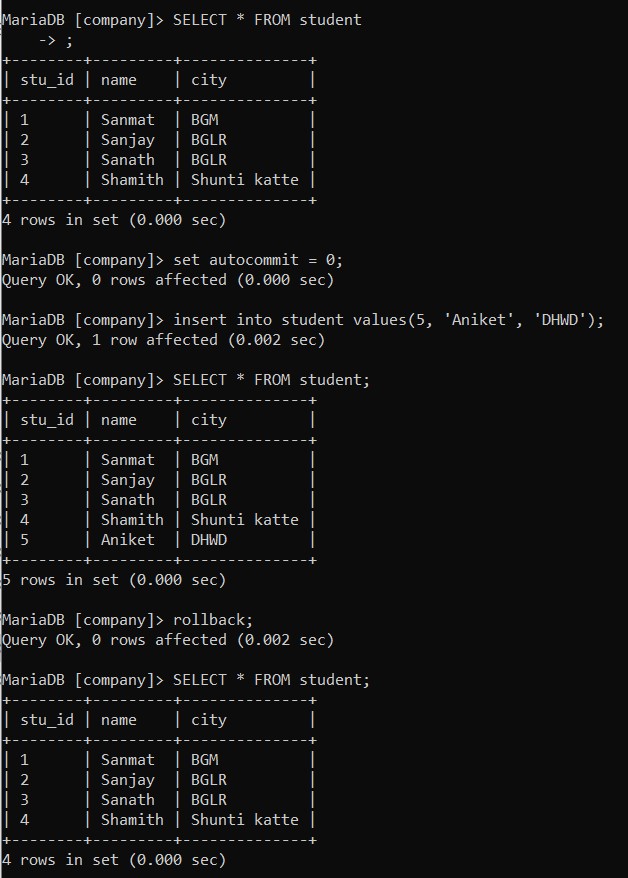 MariaDB [company]> SELECT * FROM student
    -> ;
+--------+---------+--------------+
| stu_id | name    | city         |
+--------+---------+--------------+
| 1      | Sanmat  | BGM          |
| 2      | Sanjay  | BGLR         |
| 3      | Sanath  | BGLR         |
| 4      | Shamith | Shunti katte |
+--------+---------+--------------+
4 rows in set (0.000 sec)

MariaDB [company]> set autocommit = 0;
Query OK, 0 rows affected (0.000 sec)

MariaDB [company]> insert into student values(5, 'Aniket', 'DHWD');
Query OK, 1 row affected (0.002 sec)

MariaDB [company]> SELECT * FROM student;
+--------+---------+--------------+
| stu_id | name    | city         |
+--------+---------+--------------+
| 1      | Sanmat  | BGM          |
| 2      | Sanjay  | BGLR         |
| 3      | Sanath  | BGLR         |
| 4      | Shamith | Shunti katte |
| 5      | Aniket  | DHWD         |
+--------+---------+--------------+
5 rows in set (0.000 sec)

MariaDB [company]> rollback;
Query OK, 0 rows affected (0.002 sec)

MariaDB [company]> SELECT * FROM student;
+--------+---------+--------------+
| stu_id | name    | city         |
+--------+---------+--------------+
| 1      | Sanmat  | BGM          |
| 2      | Sanjay  | BGLR         |
| 3      | Sanath  | BGLR         |
| 4      | Shamith | Shunti katte |
+--------+---------+--------------+
4 rows in set (0.000 sec)